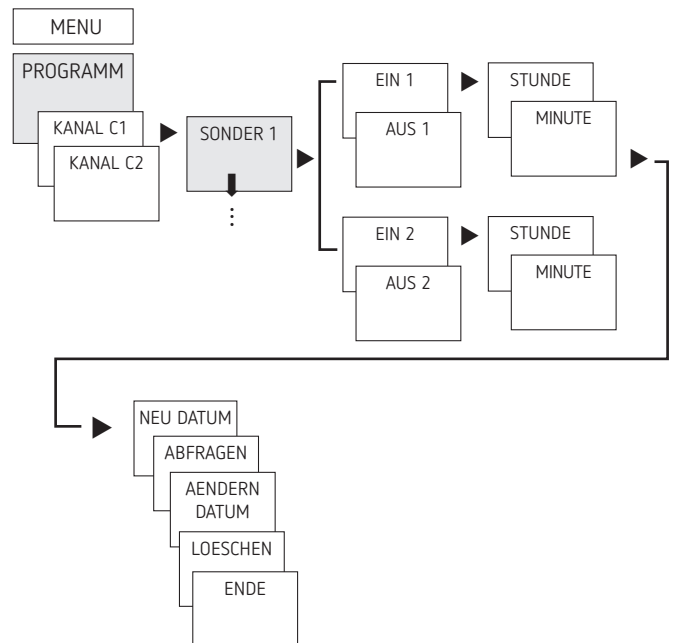 MENU
PROGRAMM
KANAL C1
KANAL C2
SONDER 1
EIN 1
AUS 1
STUNDE
MINUTE
EIN 2
AUS 2
STUNDE
MINUTE
NEU DATUM
ABFRAGEN
AENDERN
DATUM
LOESCHEN
ENDE